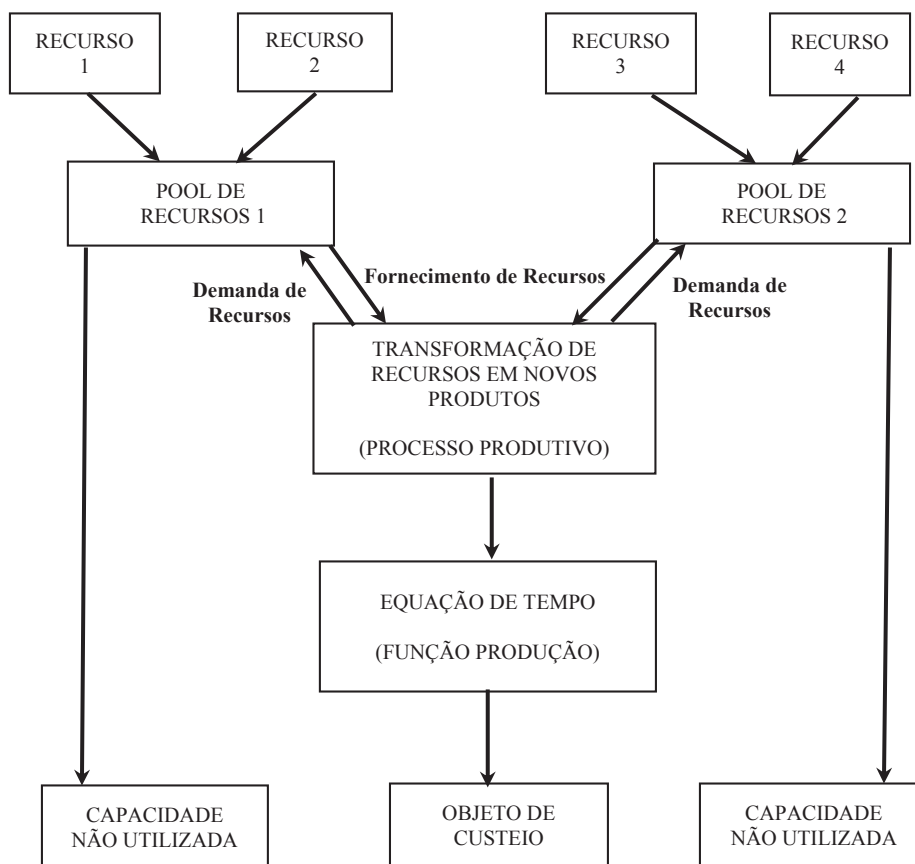 RECURSO
1
RECURSO
2
RECURSO
3
RECURSO
4
POOL DE
RECURSOS 1
POOL DE
RECURSOS 2
Demanda de
Recursos
Fornecimento de Recursos
Demanda de
Recursos
TRANSFORMAÇÃO DE
RECURSOS EM NOVOS
PRODUTOS
(PROCESSO PRODUTIVO)
EQUAÇÃO DE TEMPO
(FUNÇÃO PRODUÇÃO)
CAPACIDADE
NÃO UTILIZADA
OBJETO DE
CUSTEIO
CAPACIDADE
NÃO UTILIZADA